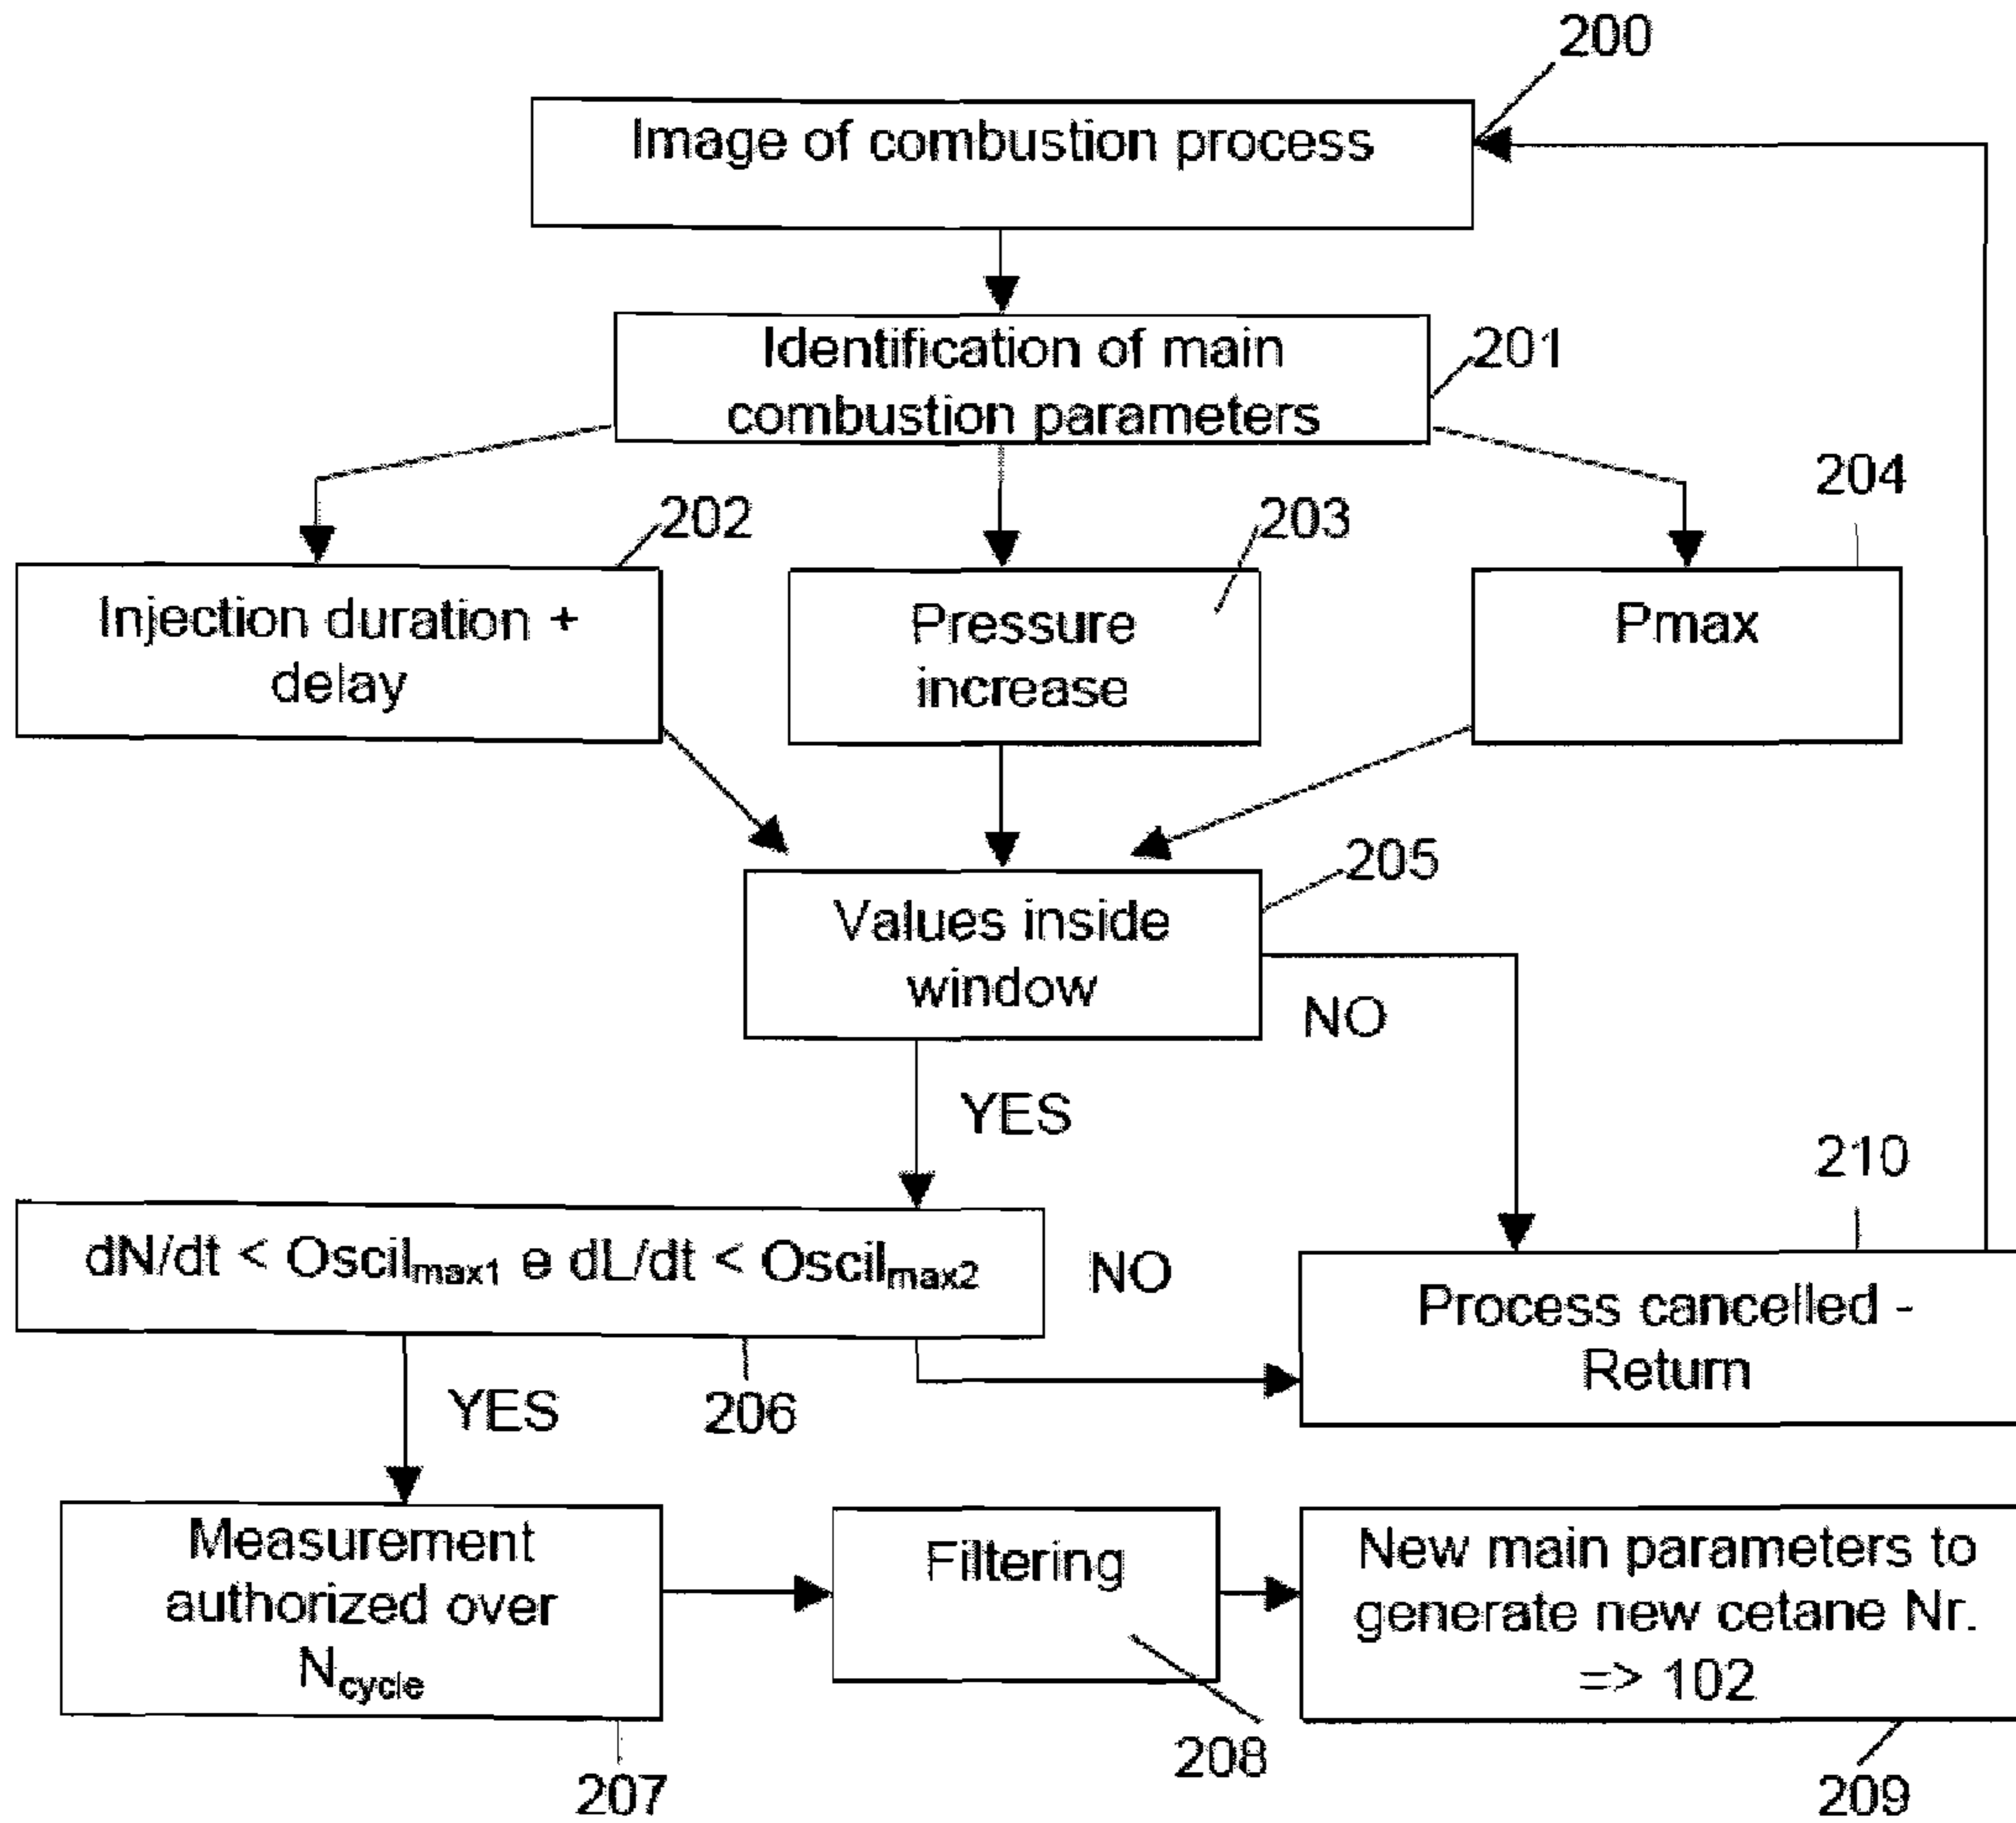 200
Image of combustion process
Identification of main
combustion parameters
201
204
202
203
Injection duration +
delay
Pressure
increase
Pmax
205
Values inside
window
NO
YES
210
dN/dt < Oscilmax1 e dL/dt < Oscilmax2
NO
Process cancelled -
Return
YES
206
Measurement
authorized over
Ncycle
Filtering
New main parameters to
generate new cetane Nr.
=> 102
208
207
209